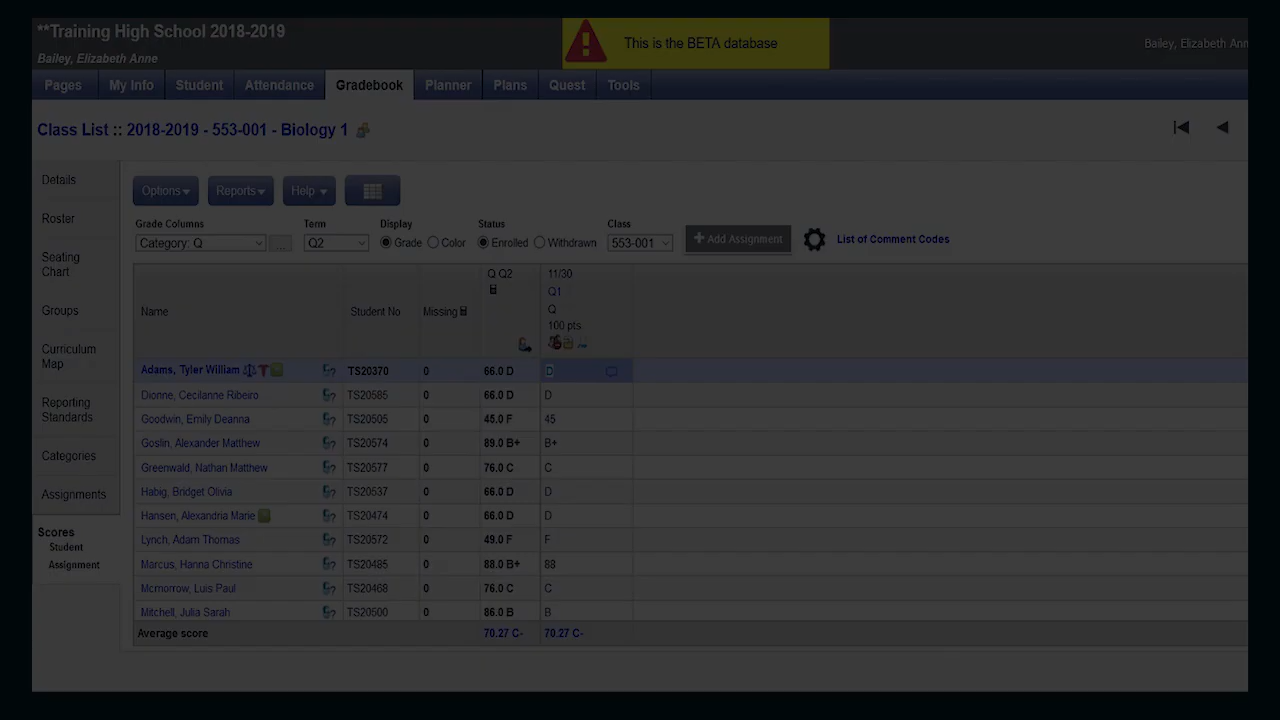 **Training High School 2018-2019
Bailey, Elizabeth Anne
This is the BETA database
Bailey, Elizabeth Ann
Pages My Info Student Attendance Gradebook Planner Plans Quest Tools
Class List :: 2018-2019 - 553-001 - Biology 1
Details
Roster
Seating Chart
Groups
Curriculum Map
Reporting Standards
Categories
Assignments
Scores
Student
Assignment
Options Reports Help
Grade Columns Term Display Status Class
Category: Q ... Q2 Grade Color Enrolled Withdrawn 553-001 + Add Assignment List of Comment Codes
Name Student No Missing Q Q2 11/30
Q1
Q
100 pts
Adams, Tyler William TS20370 0 66.0 D D
Dionne, Cecilanne Ribeiro TS20585 0 66.0 D D
Goodwin, Emily Deanna TS20505 0 45.0 F 45
Goslin, Alexander Matthew TS20574 0 89.0 B+ B+
Greenwald, Nathan Matthew TS20577 0 76.0 C C
Habig, Bridget Olivia TS20537 0 66.0 D D
Hansen, Alexandria Marie TS20474 0 66.0 D D
Lynch, Adam Thomas TS20572 0 49.0 F F
Marcus, Hanna Christine TS20485 0 88.0 B+ 88
Mcmorrow, Luis Paul TS20468 0 76.0 C C
Mitchell, Julia Sarah TS20500 0 86.0 B B
Average score 70.27 C- 70.27 C-